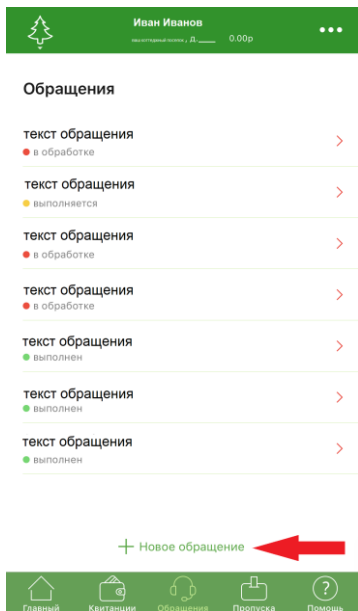 Иван Иванов
, д.____ 0.00р
Обращения
текст обращения
в обработке
текст обращения
выполняется
текст обращения
в обработке
текст обращения
в обработке
текст обращения
выполнен
текст обращения
выполнен
текст обращения
выполнен
+ Новое обращение
Главный Квитанции Обращения Пропуска Помощь